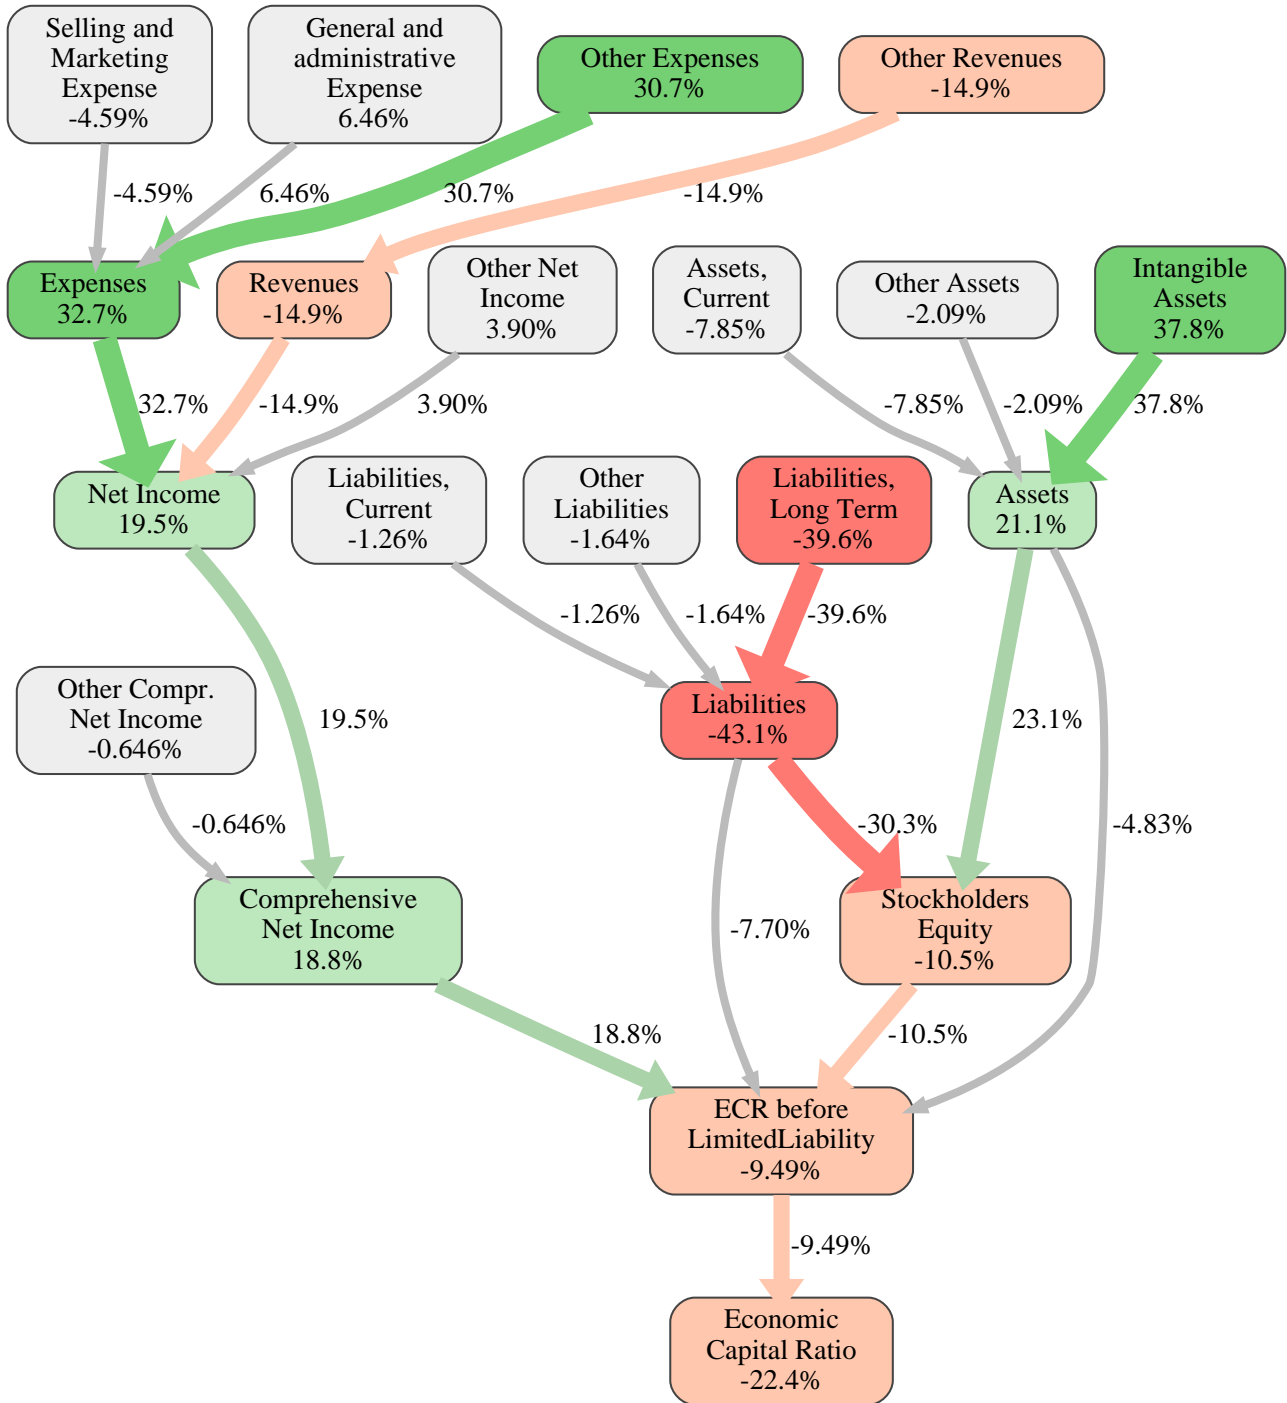 Selling and
Marketing
Expense
-4.59%
General and
administrative
Expense
6.46%
Other Expenses
30.7%
Other Revenues
-14.9%
-4.59%
6.46%
30.7%
-14.9%
Expenses
32.7%
Revenues
-14.9%
Other Net
Income
3.90%
Assets,
Current
-7.85%
Other Assets
-2.09%
Intangible
Assets
37.8%
32.7%
-14.9%
3.90%
-7.85%
-2.09%
37.8%
Net Income
19.5%
Liabilities,
Current
-1.26%
Other
Liabilities
-1.64%
Liabilities,
Long Term
-39.6%
Assets
21.1%
-1.26%
-1.64%
-39.6%
Other Compr.
Net Income
-0.646%
19.5%
Liabilities
-43.1%
23.1%
-0.646%
-30.3%
-4.83%
Comprehensive
Net Income
18.8%
-7.70%
Stockholders
Equity
-10.5%
18.8%
-10.5%
ECR before
LimitedLiability
-9.49%
-9.49%
Economic
Capital Ratio
-22.4%